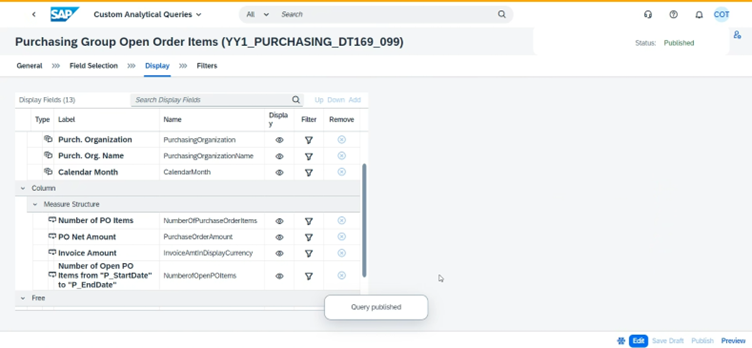 SAP Custom Analytical Queries All Search COT
Purchasing Group Open Order Items (YY1_PURCHASING_DT169_099) Status: Published
General Field Selection Display Filters
Display Fields (13) Search Display Fields Up Down Add
Type Label Name Displa
y Filter Remove
Purch. Organization PurchasingOrganization
Purch. Org. Name PurchasingOrganizationName
Calendar Month CalendarMonth
Column
Measure Structure
Number of PO Items NumberOfPurchaseOrderItems
PO Net Amount PurchaseOrderAmount
Invoice Amount InvoiceAmtInDisplayCurrency
Number of Open PO
Items from "P_StartDate" NumberofOpenPOItems
to "P_EndDate"
Free
Query published
Edit Save Draft Publish Preview